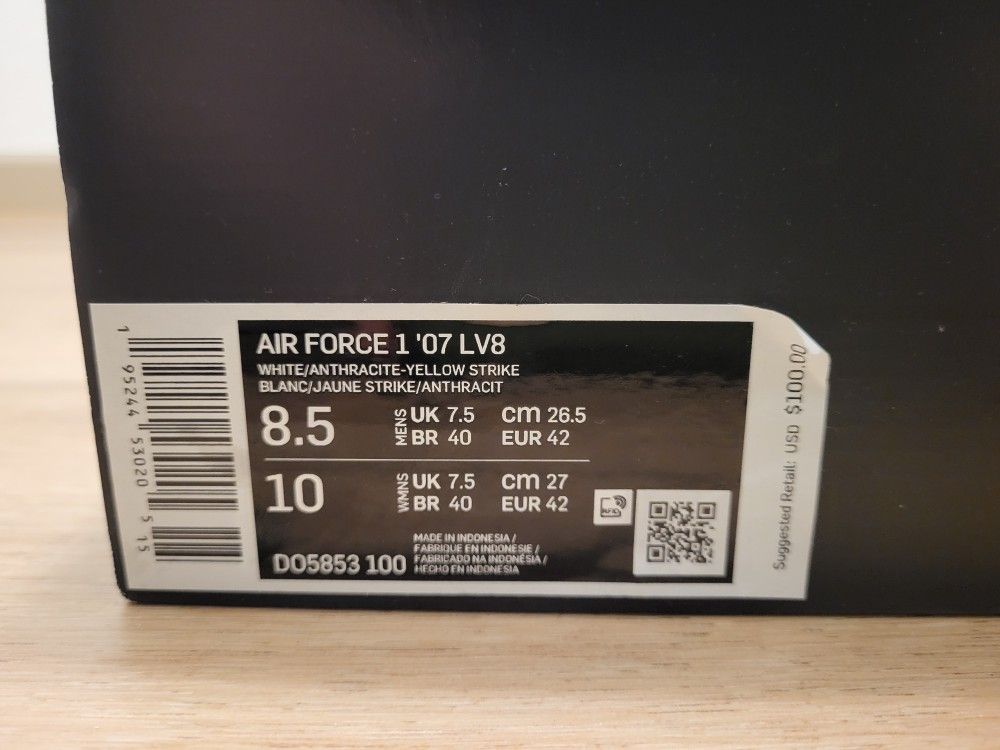 AIR FORCE 1 '07 LV8
WHITE/ANTHRACITE-YELLOW STRIKE
BLANC/JAUNE STRIKE/ANTHRACIT
8.5 MENS UK 7.5 CM 26.5
BR 40 EUR 42
10 WMNS UK 7.5 CM 27
BR 40 EUR 42
DO5853 100
MADE IN INDONESIA /
FABRIQUE EN INDONESIE /
FABRICADO NA INDONÉSIA /
HECHO EN INDONESIA
RFID
1 95244 53020 5 15
Suggested Retail: USD $100.00